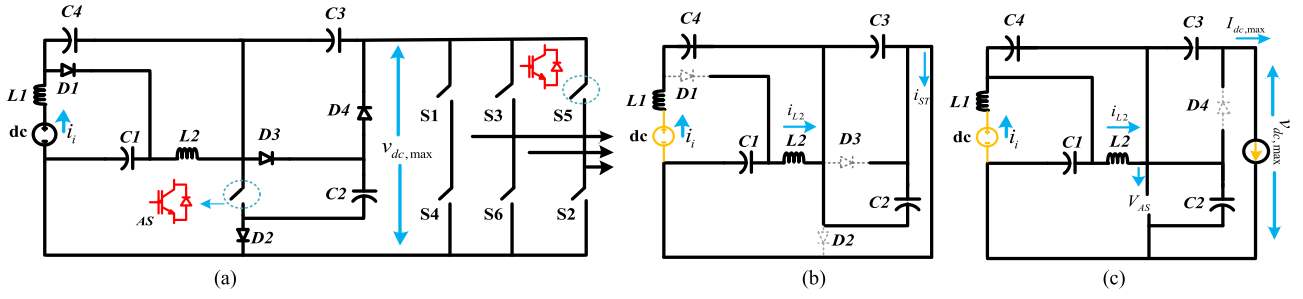 C4
C3
D1
L1
dc
i_i
C1
L2
D3
D4
C2
AS
D2
v_dc,max
S1
S3
S5
S4
S6
S2
(a)
C4
C3
D1
L1
i_ST
dc
i_i
C1
i_L2
L2
D3
C2
D2
(b)
C4
C3
I_dc,max
L1
D4
dc
i_i
C1
i_L2
L2
V_dc,max
V_AS
C2
(c)